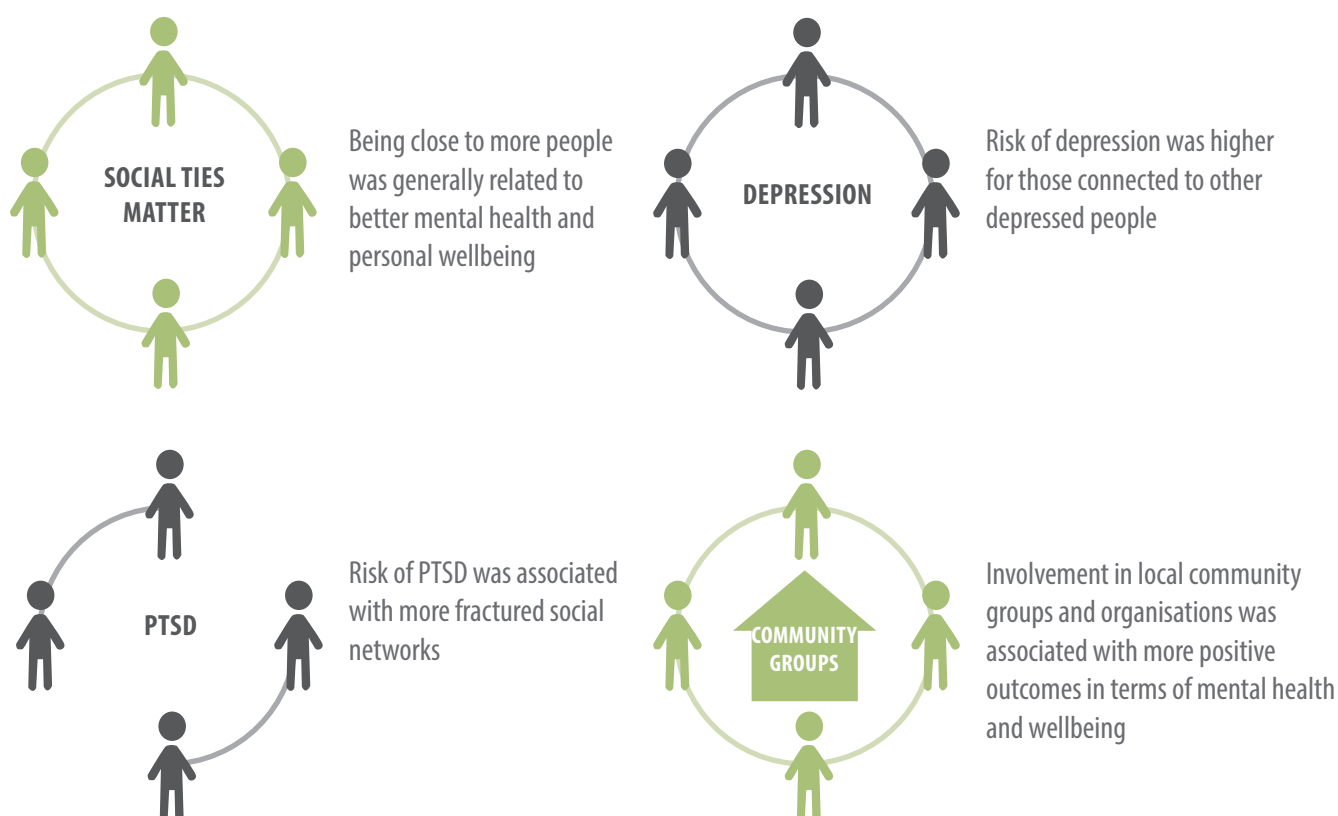 SOCIAL TIES
MATTER
Being close to more people
was generally related to
better mental health and
personal wellbeing
DEPRESSION
Risk of depression was higher
for those connected to other
depressed people
PTSD
Risk of PTSD was associated
with more fractured social
networks
COMMUNITY
GROUPS
Involvement in local community
groups and organisations was
associated with more positive
outcomes in terms of mental health
and wellbeing